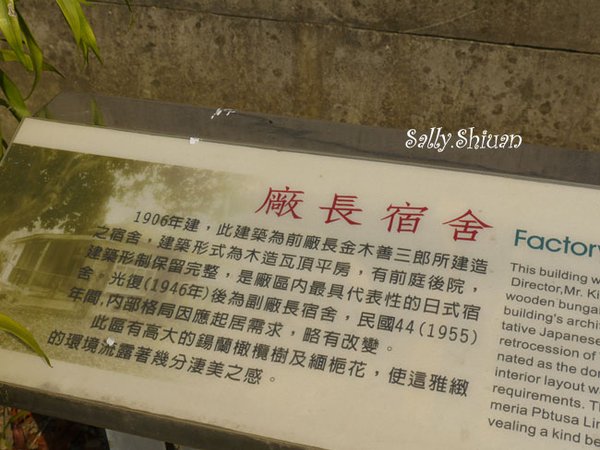 Sally.Shiuan
廠長宿舍
1906年建，此建築為前廠長金木善三郎所建造
之宿舍，建築形式為木造瓦頂平房，有前庭後院，
建築形制保留完整，是廠區內最具代表性的日式宿
舍。光復(1946年)後為副廠長宿舍，民國44(1955)
年間，內部格局因應起居需求，略有改變。
此區有高大的錫蘭橄欖樹及緬梔花，使這雅緻
的環境流露著幾分淒美之感。
Factory
This building w
Director,Mr. Ki
wooden bungal
building's archi
tative Japanese
retrocession of
nated as the dor
interior layout w
requirements. Th
meria Pbtusa Lin
vealing a kind be